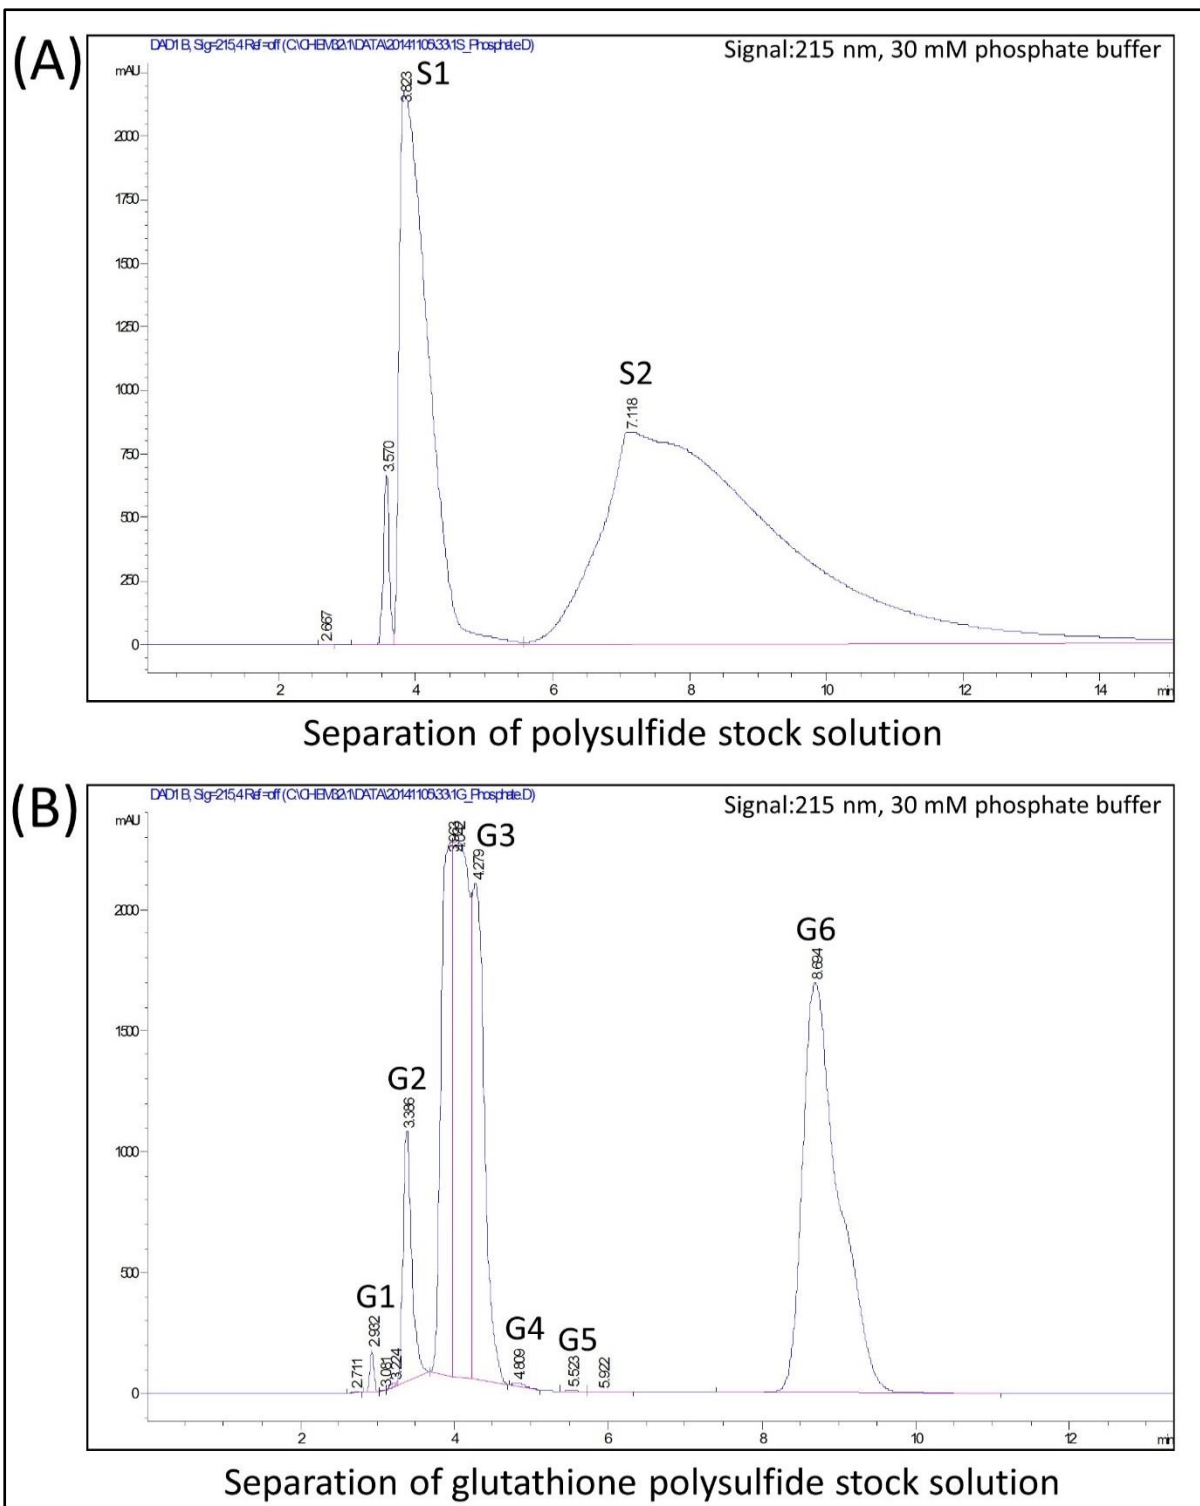 (A)
DAD1 B, Sig=215,4 Ref=off (C:\CHEM32\1\DATA\20141105\33\1S_Phosphate.D)
Signal:215 nm, 30 mM phosphate buffer
mAU
S1
3.823
2000
1750
1500
1250
1000
S2
7.118
750
3.570
500
250
2.667
0
2 4 6 8 10 12 14 min
Separation of polysulfide stock solution
(B)
DAD1 B, Sig=215,4 Ref=off (C:\CHEM32\1\DATA\20141105\33\1G_Phosphate.D)
Signal:215 nm, 30 mM phosphate buffer
mAU
G3
4.279
2000
G6
8.694
1500
G2
3.386
1000
500
G1
2.932
G4
4.809
G5
5.523
5.922
2.711
3.081
3.224
0
2 4 6 8 10 12 min
Separation of glutathione polysulfide stock solution